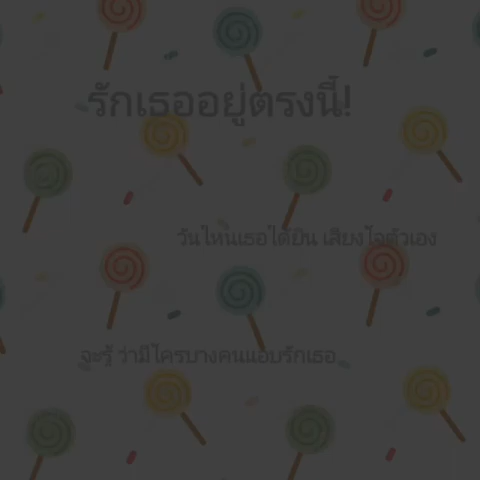 รักเธออยู่ตรงนี้!
วันไหนเธอได้ยิน เสียงใจตัวเอง
จะรู้ ว่ามีใครบางคนแอบรักเธอ